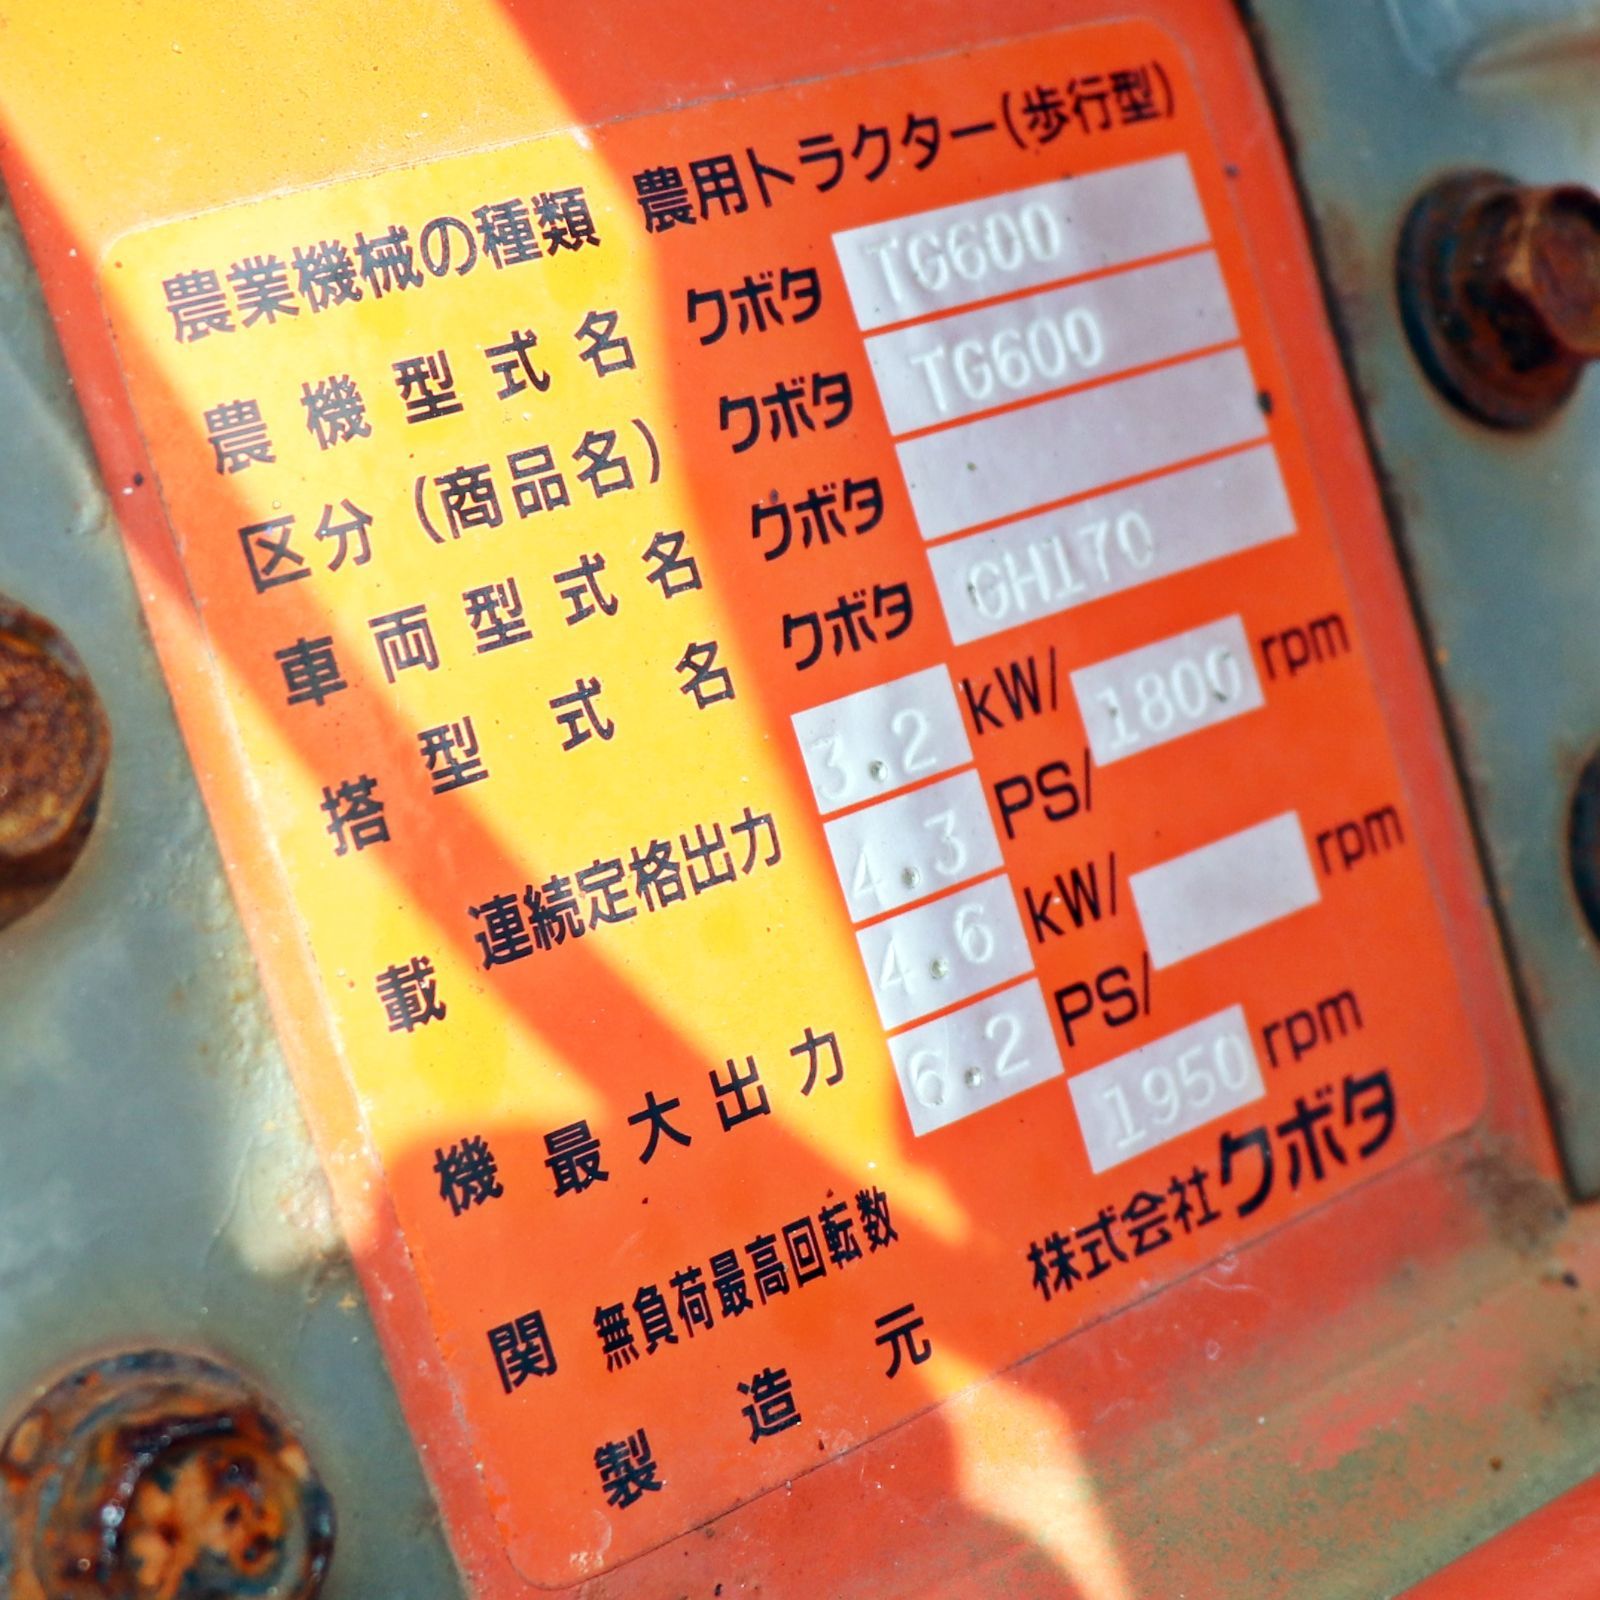 農業機械の種類 農用トラクター(歩行型)
農機型式名 クボタ TG600
区分(商品名) クボタ TG600
車両型式名 クボタ
搭載機関
型式名 クボタ GH170
連続定格出力 3.2 kW/ 1800 rpm
4.3 PS/
最大出力 4.6 kW/ rpm
6.2 PS/
無負荷最高回転数 1950 rpm
製造元 株式会社クボタ